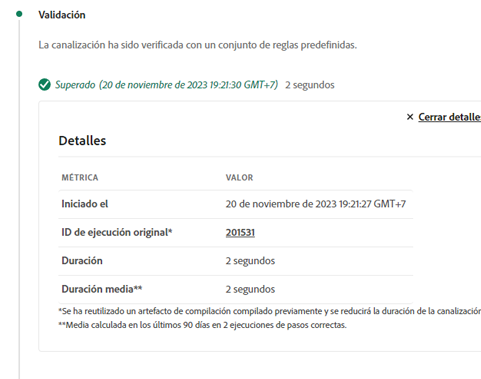 Validación
La canalización ha sido verificada con un conjunto de reglas predefinidas.
Superado (20 de noviembre de 2023 19:21:30 GMT+7) 2 segundos
× Cerrar detalles
Detalles
MÉTRICA VALOR
Iniciado el 20 de noviembre de 2023 19:21:27 GMT+7
ID de ejecución original* 201531
Duración 2 segundos
Duración media** 2 segundos
*Se ha reutilizado un artefacto de compilación compilado previamente y se reducirá la duración de la canalización
**Media calculada en los últimos 90 días en 2 ejecuciones de pasos correctas.